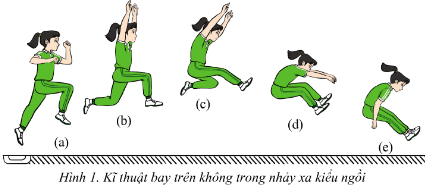 (a) (b) (c) (d) (e)
Hình 1. Kĩ thuật bay trên không trong nhảy xa kiểu ngồi